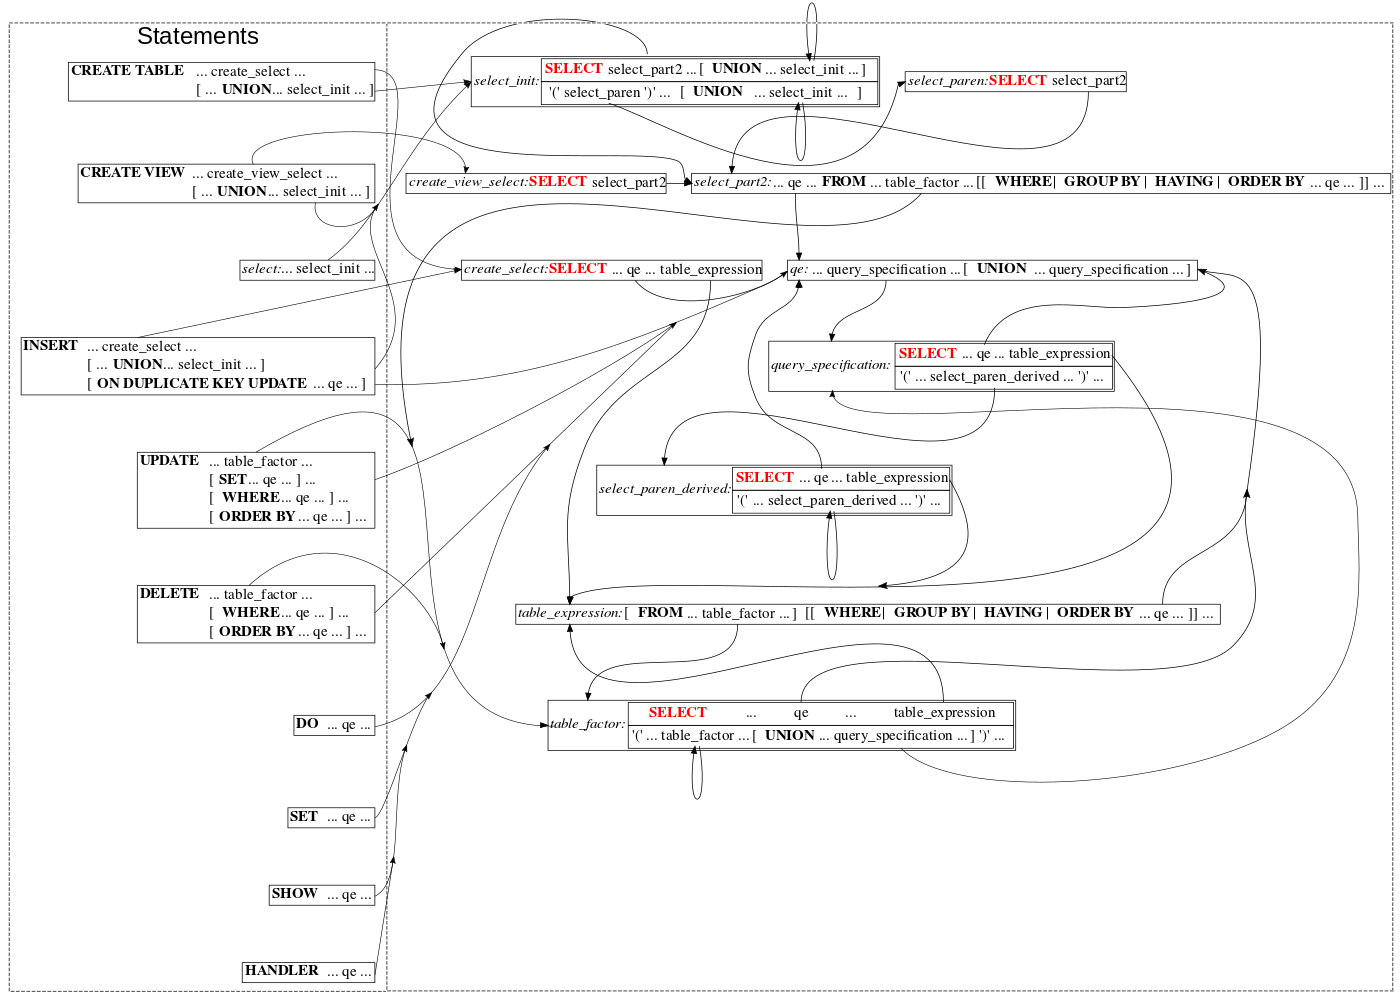 Statements
CREATE TABLE ... create_select ...
[ ... UNION ... select_init ... ]
CREATE VIEW ... create_view_select ...
[ ... UNION ... select_init ... ]
select: ... select_init ...
INSERT ... create_select ...
[ ... UNION ... select_init ... ]
[ ON DUPLICATE KEY UPDATE ... qe ... ]
UPDATE ... table_factor ...
[ SET ... qe ... ] ...
[ WHERE ... qe ... ] ...
[ ORDER BY ... qe ... ] ...
DELETE ... table_factor ...
[ WHERE ... qe ... ] ...
[ ORDER BY ... qe ... ] ...
DO ... qe ...
SET ... qe ...
SHOW ... qe ...
HANDLER ... qe ...
select_init: SELECT select_part2 ... [ UNION ... select_init ... ]
'(' select_paren ')' ... [ UNION ... select_init ... ]
select_paren: SELECT select_part2
create_view_select: SELECT select_part2
select_part2: ... qe ... FROM ... table_factor ... [[ WHERE | GROUP BY | HAVING | ORDER BY ... qe ... ]] ...
create_select: SELECT ... qe ... table_expression
qe: ... query_specification ... [ UNION ... query_specification ... ]
query_specification: SELECT ... qe ... table_expression
'(' ... select_paren_derived ... ')' ...
select_paren_derived: SELECT ... qe ... table_expression
'(' ... select_paren_derived ... ')' ...
table_expression: [ FROM ... table_factor ... ] [[ WHERE | GROUP BY | HAVING | ORDER BY ... qe ... ]] ...
table_factor: SELECT ... qe ... table_expression
'(' ... table_factor ... [ UNION ... query_specification ... ] ')' ...